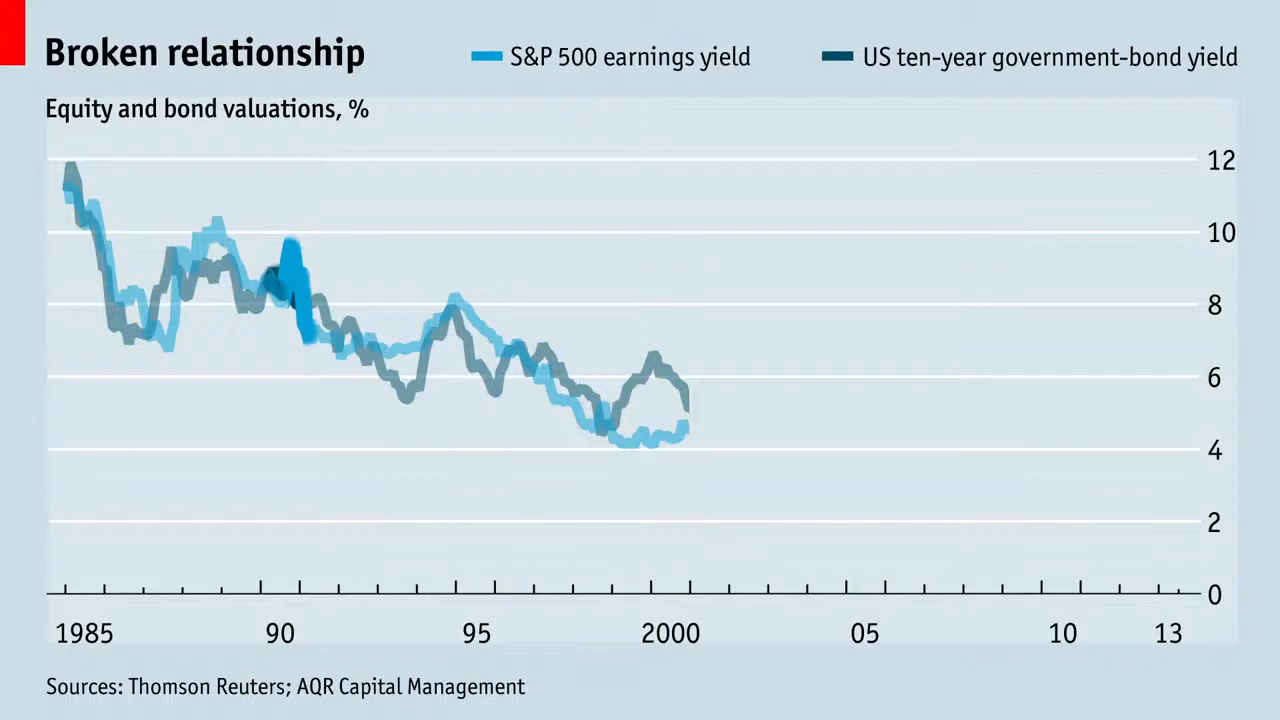 Broken relationship
S&P 500 earnings yield
US ten-year government-bond yield
Equity and bond valuations, %
12
10
8
6
4
2
0
1985 90 95 2000 05 10 13
Sources: Thomson Reuters; AQR Capital Management